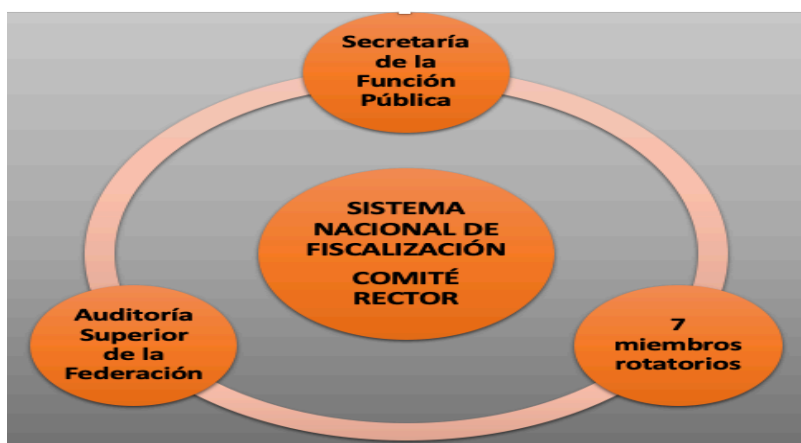 Secretaría
de la
Función
Pública
SISTEMA
NACIONAL DE
FISCALIZACIÓN
COMITÉ
RECTOR
Auditoría
Superior
de la
Federación
7
miembros
rotatorios